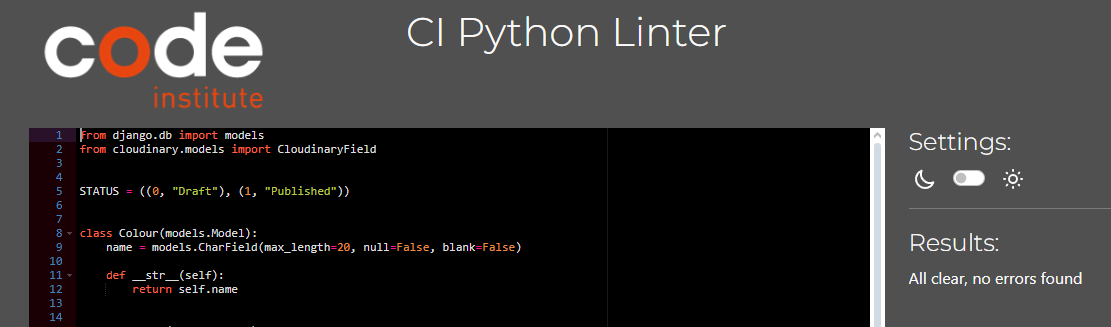 code
institute
CI Python Linter
1 from django.db import models
2 from cloudinary.models import CloudinaryField
3
4
5 STATUS = ((0, "Draft"), (1, "Published"))
6
7
8 class Colour(models.Model):
9 name = models.CharField(max_length=20, null=False, blank=False)
10
11 def __str__(self):
12 return self.name
13
14
Settings:
Results:
All clear, no errors found